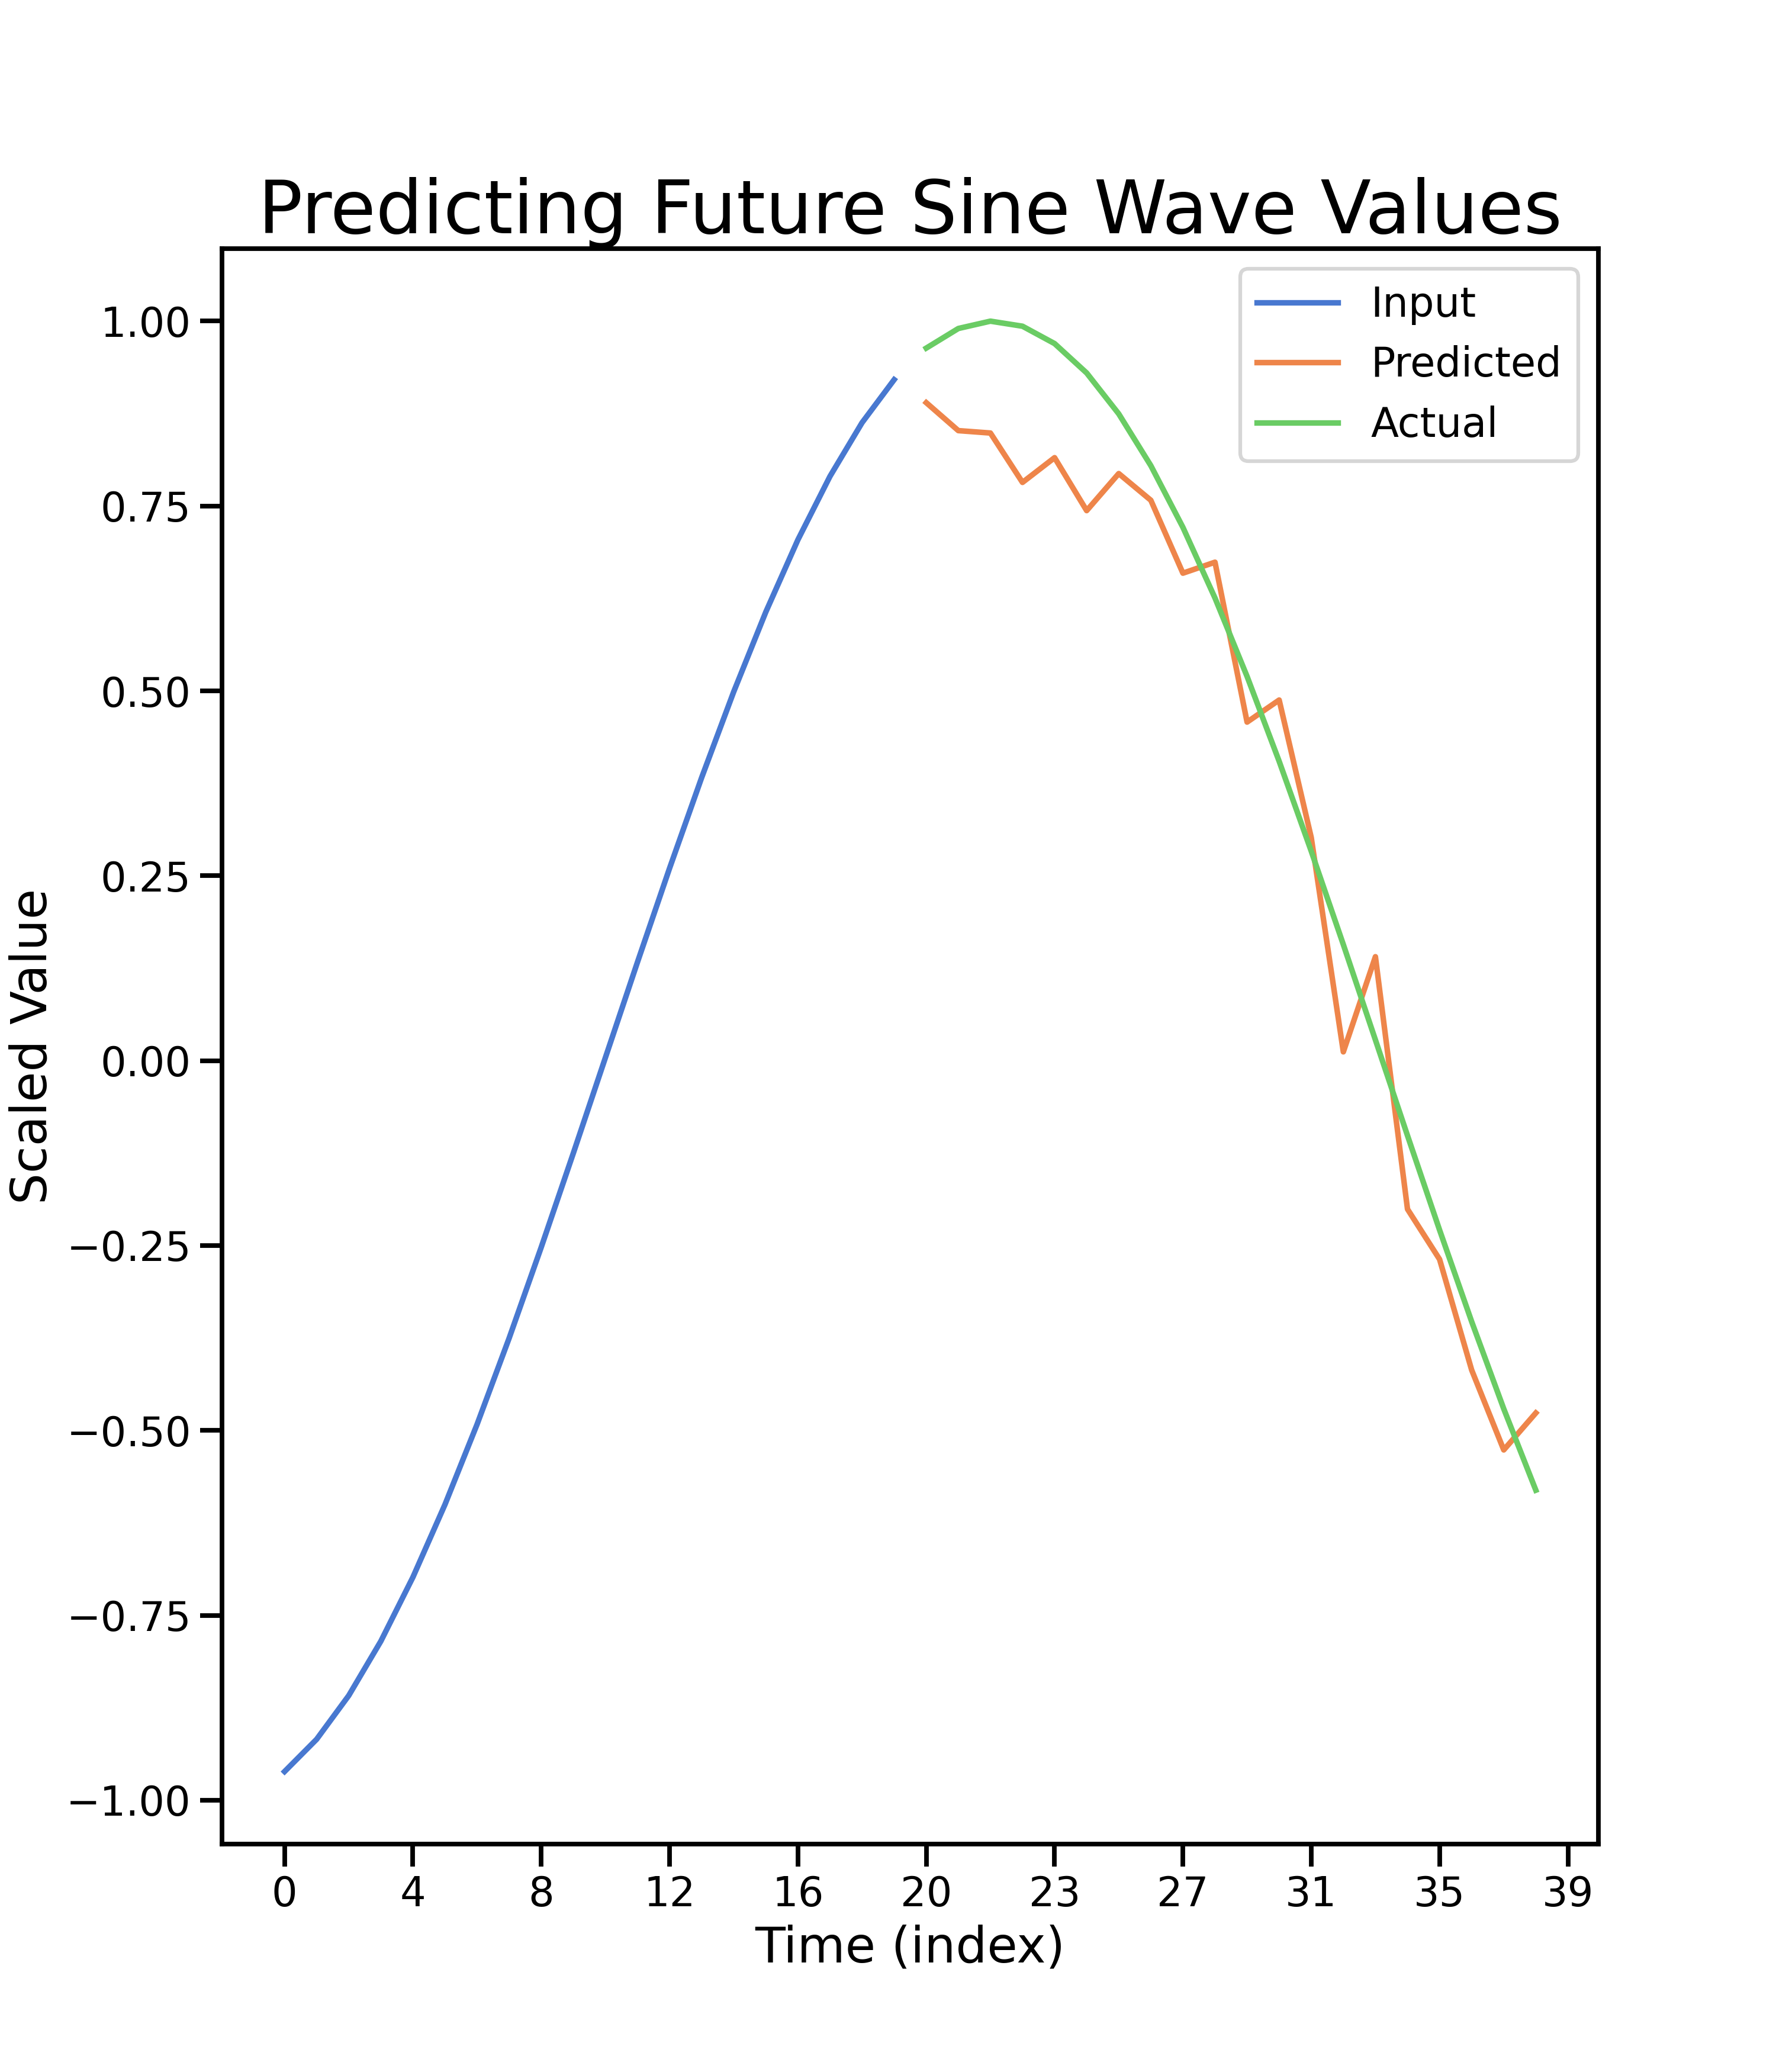 Predicting Future Sine Wave Values
Input
Predicted
Actual
1.00
0.75
0.50
0.25
0.00
−0.25
−0.50
−0.75
−1.00
Scaled Value
0 4 8 12 16 20 23 27 31 35 39
Time (index)